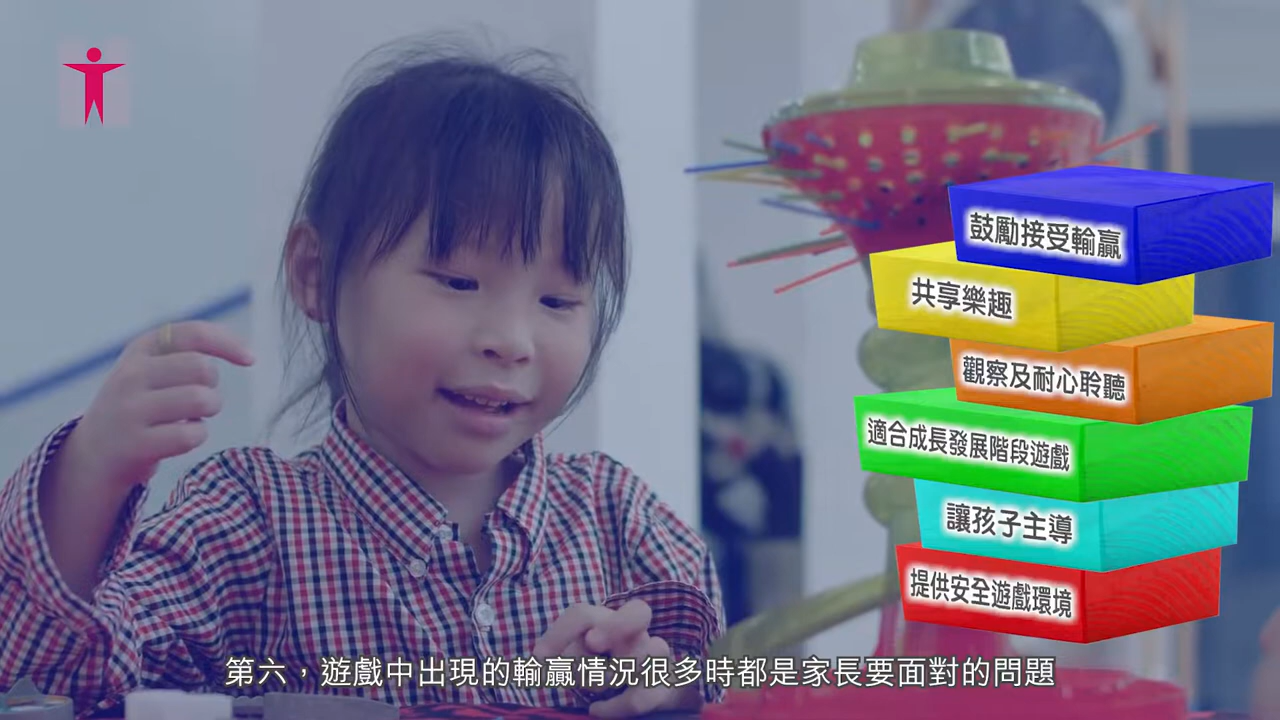 鼓勵接受輸贏
共享樂趣
觀察及耐心聆聽
適合成長發展階段遊戲
讓孩子主導
提供安全遊戲環境
第六，遊戲中出現的輸贏情況很多時都是家長要面對的問題